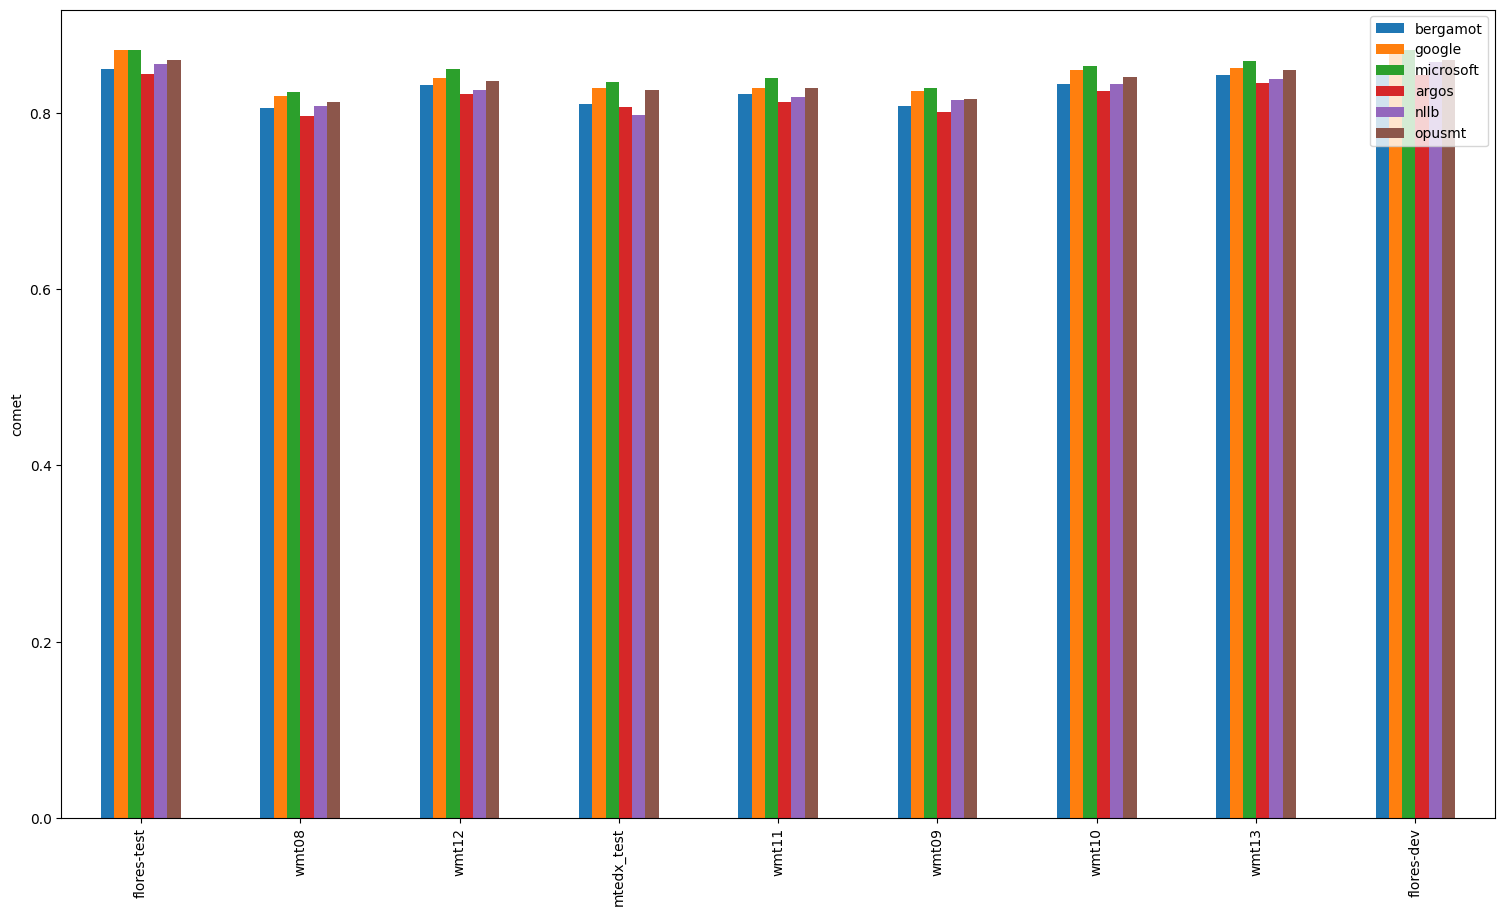 bergamot
google
microsoft
argos
nllb
opusmt
comet
0.8
0.6
0.4
0.2
0.0
flores-test
wmt08
wmt12
mtedx_test
wmt11
wmt09
wmt10
wmt13
flores-dev